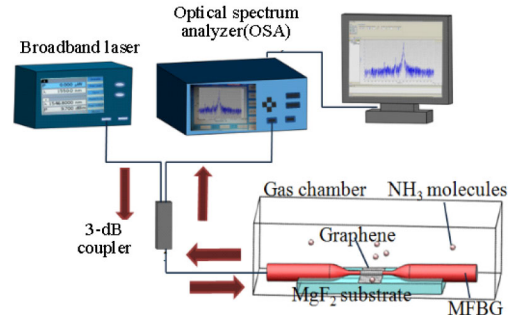 Optical spectrum
analyzer(OSA)
Broadband laser
Gas chamber
NH3 molecules
3-dB
coupler
Graphene
MgF2 substrate
MFBG